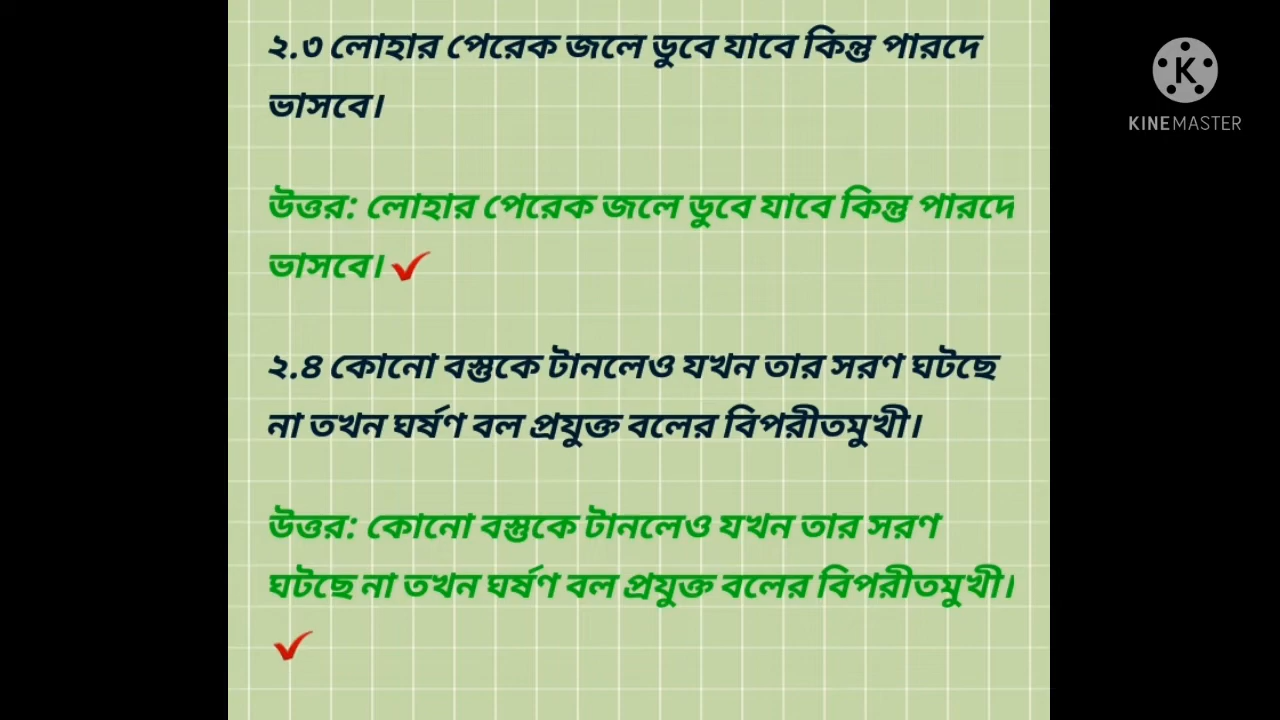 ২.৩ লোহার পেরেক জলে ডুবে যাবে কিন্তু পারদে
ভাসবে।
উত্তর: লোহার পেরেক জলে ডুবে যাবে কিন্তু পারদে
ভাসবে।✓
২.৪ কোনো বস্তুকে টানলেও যখন তার সরণ ঘটছে
না তখন ঘর্ষণ বল প্রযুক্ত বলের বিপরীতমুখী।
উত্তর: কোনো বস্তুকে টানলেও যখন তার সরণ
ঘটছে না তখন ঘর্ষণ বল প্রযুক্ত বলের বিপরীতমুখী।
✓
K
KINEMASTER